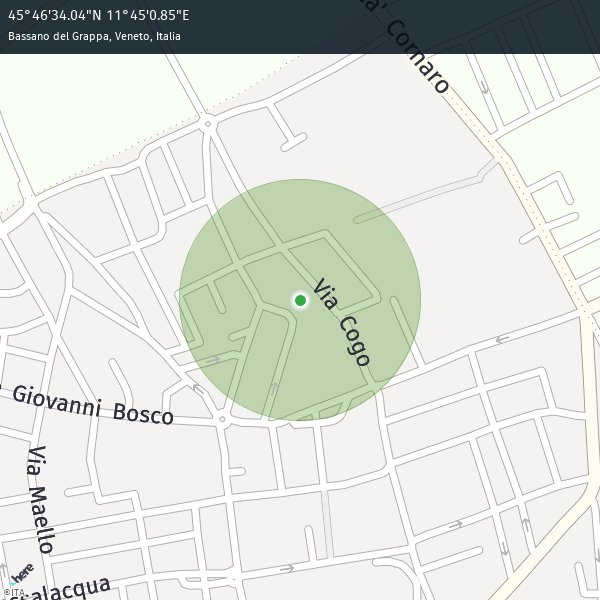 45°46'34.04"N 11°45'0.85"E
Bassano del Grappa, Veneto, Italia
Ca' Cornaro
Via Cogo
Giovanni Bosco
Via Maello
here
©ITA